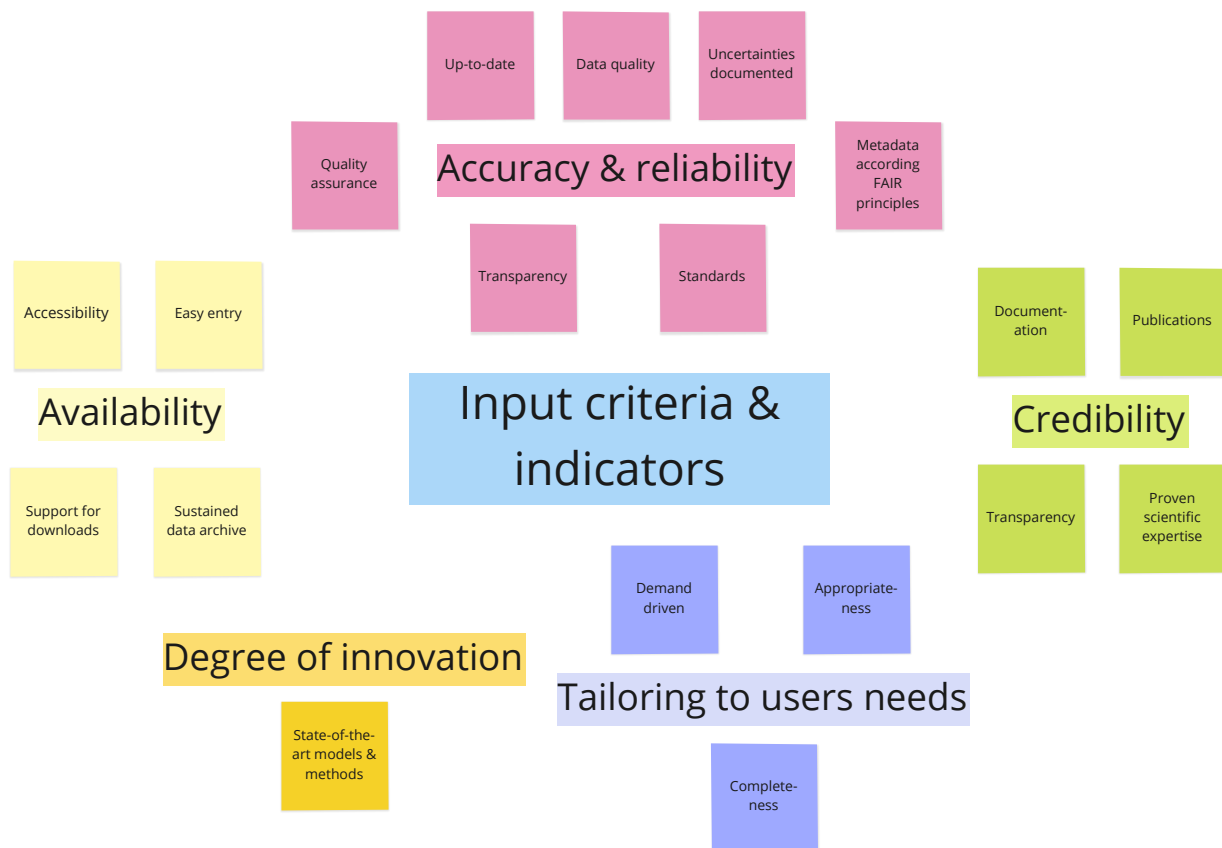 Up-to-date
Data quality
Uncertainties
documented
Quality
assurance
Accuracy & reliability
Metadata
according
FAIR
principles
Transparency
Standards
Accessibility
Easy entry
Availability
Support for
downloads
Sustained
data archive
Input criteria &
indicators
Document-
ation
Publications
Credibility
Transparency
Proven
scientific
expertise
Degree of innovation
State-of-the-
art models &
methods
Demand
driven
Appropriate-
ness
Tailoring to users needs
Complete-
ness